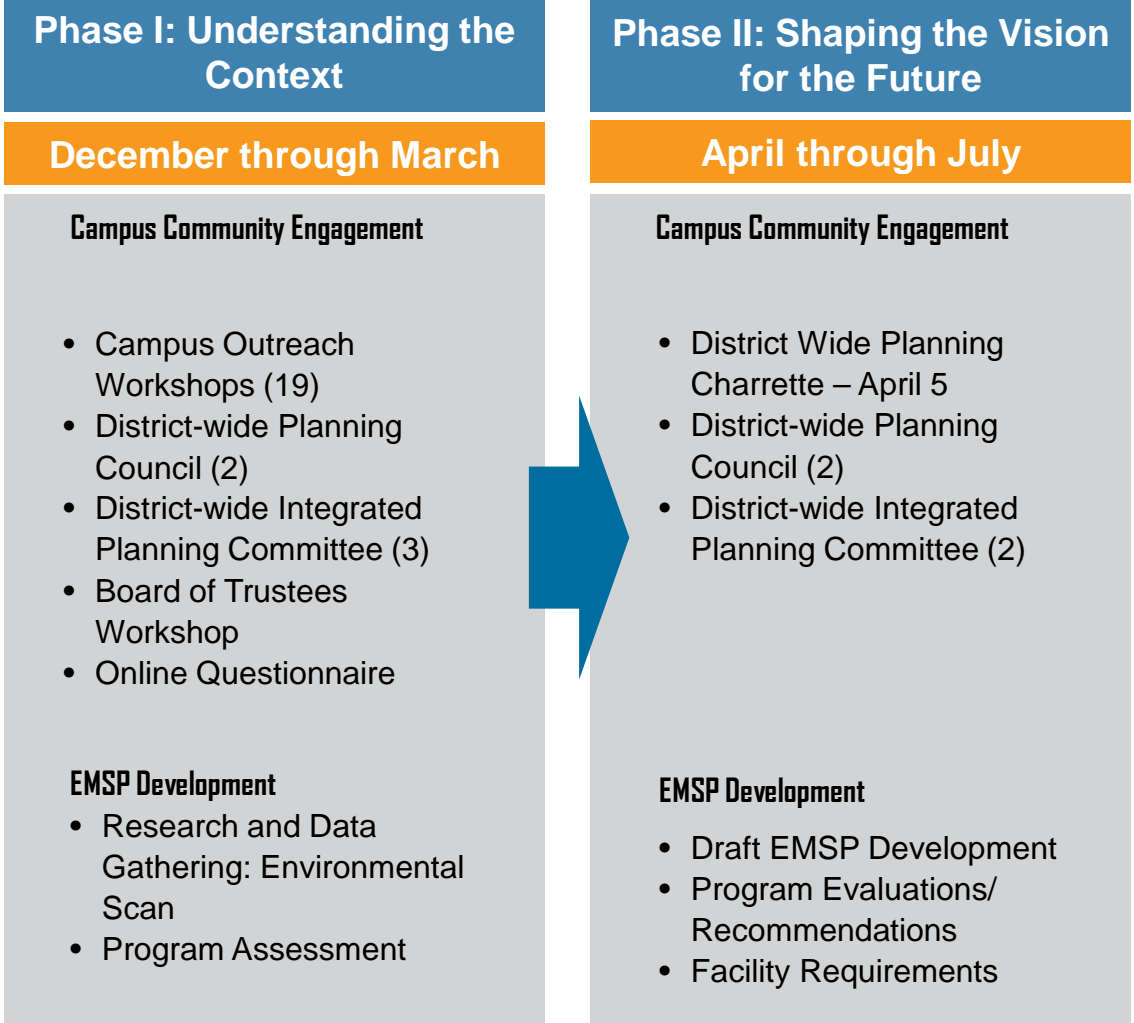 Phase I: Understanding the
Context
December through March
Campus Community Engagement
• Campus Outreach
Workshops (19)
• District-wide Planning
Council (2)
• District-wide Integrated
Planning Committee (3)
• Board of Trustees
Workshop
• Online Questionnaire
EMSP Development
• Research and Data
Gathering: Environmental
Scan
• Program Assessment
Phase II: Shaping the Vision
for the Future
April through July
Campus Community Engagement
• District Wide Planning
Charrette – April 5
• District-wide Planning
Council (2)
• District-wide Integrated
Planning Committee (2)
EMSP Development
• Draft EMSP Development
• Program Evaluations/
Recommendations
• Facility Requirements